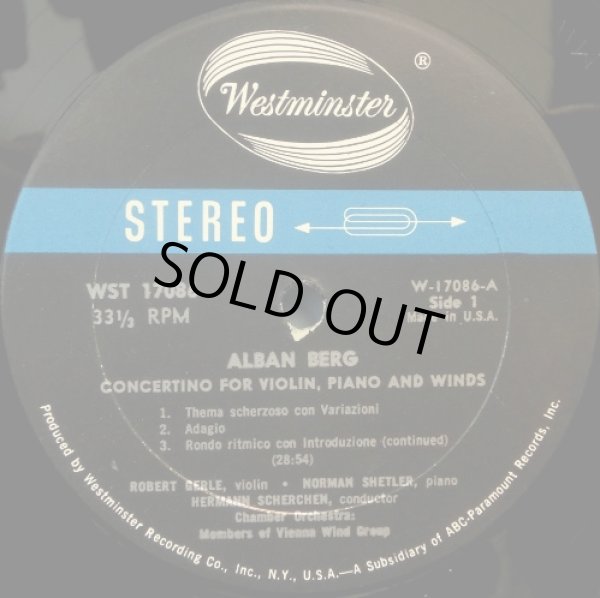 Westminster ®
STEREO
WST 17086
W-17086-A
Side 1
33⅓ RPM
Made in U.S.A.
SOLD OUT
ALBAN BERG
CONCERTINO FOR VIOLIN, PIANO AND WINDS
1. Thema scherzoso con Variazioni
2. Adagio
3. Rondo ritmico con Introduzione (continued)
(28:54)
ROBERT GERLE, violin • NORMAN SHETLER, piano
HERMANN SCHERCHEN, conductor
Chamber Orchestra:
Members of Vienna Wind Group
Produced by Westminster Recording Co., Inc., N.Y., U.S.A.—A Subsidiary of ABC-Paramount Records, Inc.